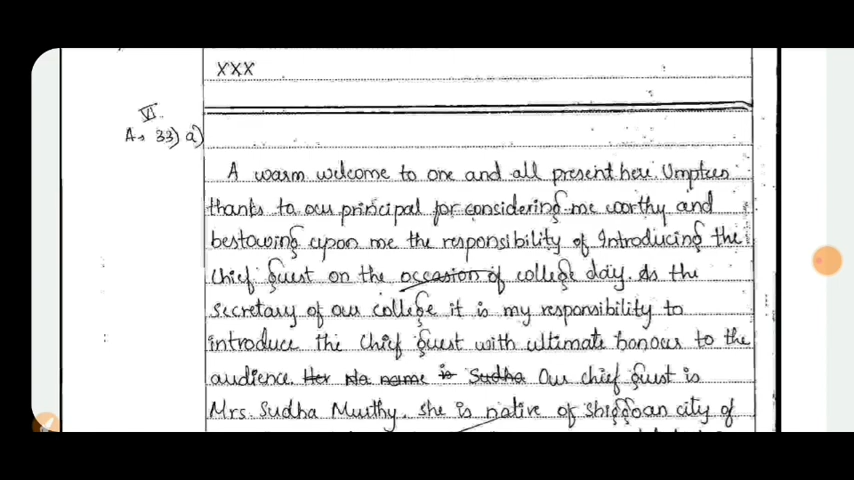 XXX
VI
As 33) a)
A warm welcome to one and all present here. Umpteen
thanks to our principal for considering me worthy and
bestowing upon me the responsibility of Introducing the
Chief guest on the occasion of college day. As the
secretary of our college it is my responsibility to
introduce the Chief guest with ultimate honour to the
audience. Her name is Sudha Our chief guest is
Mrs. Sudha Murthy. she is native of Shiggoan city of